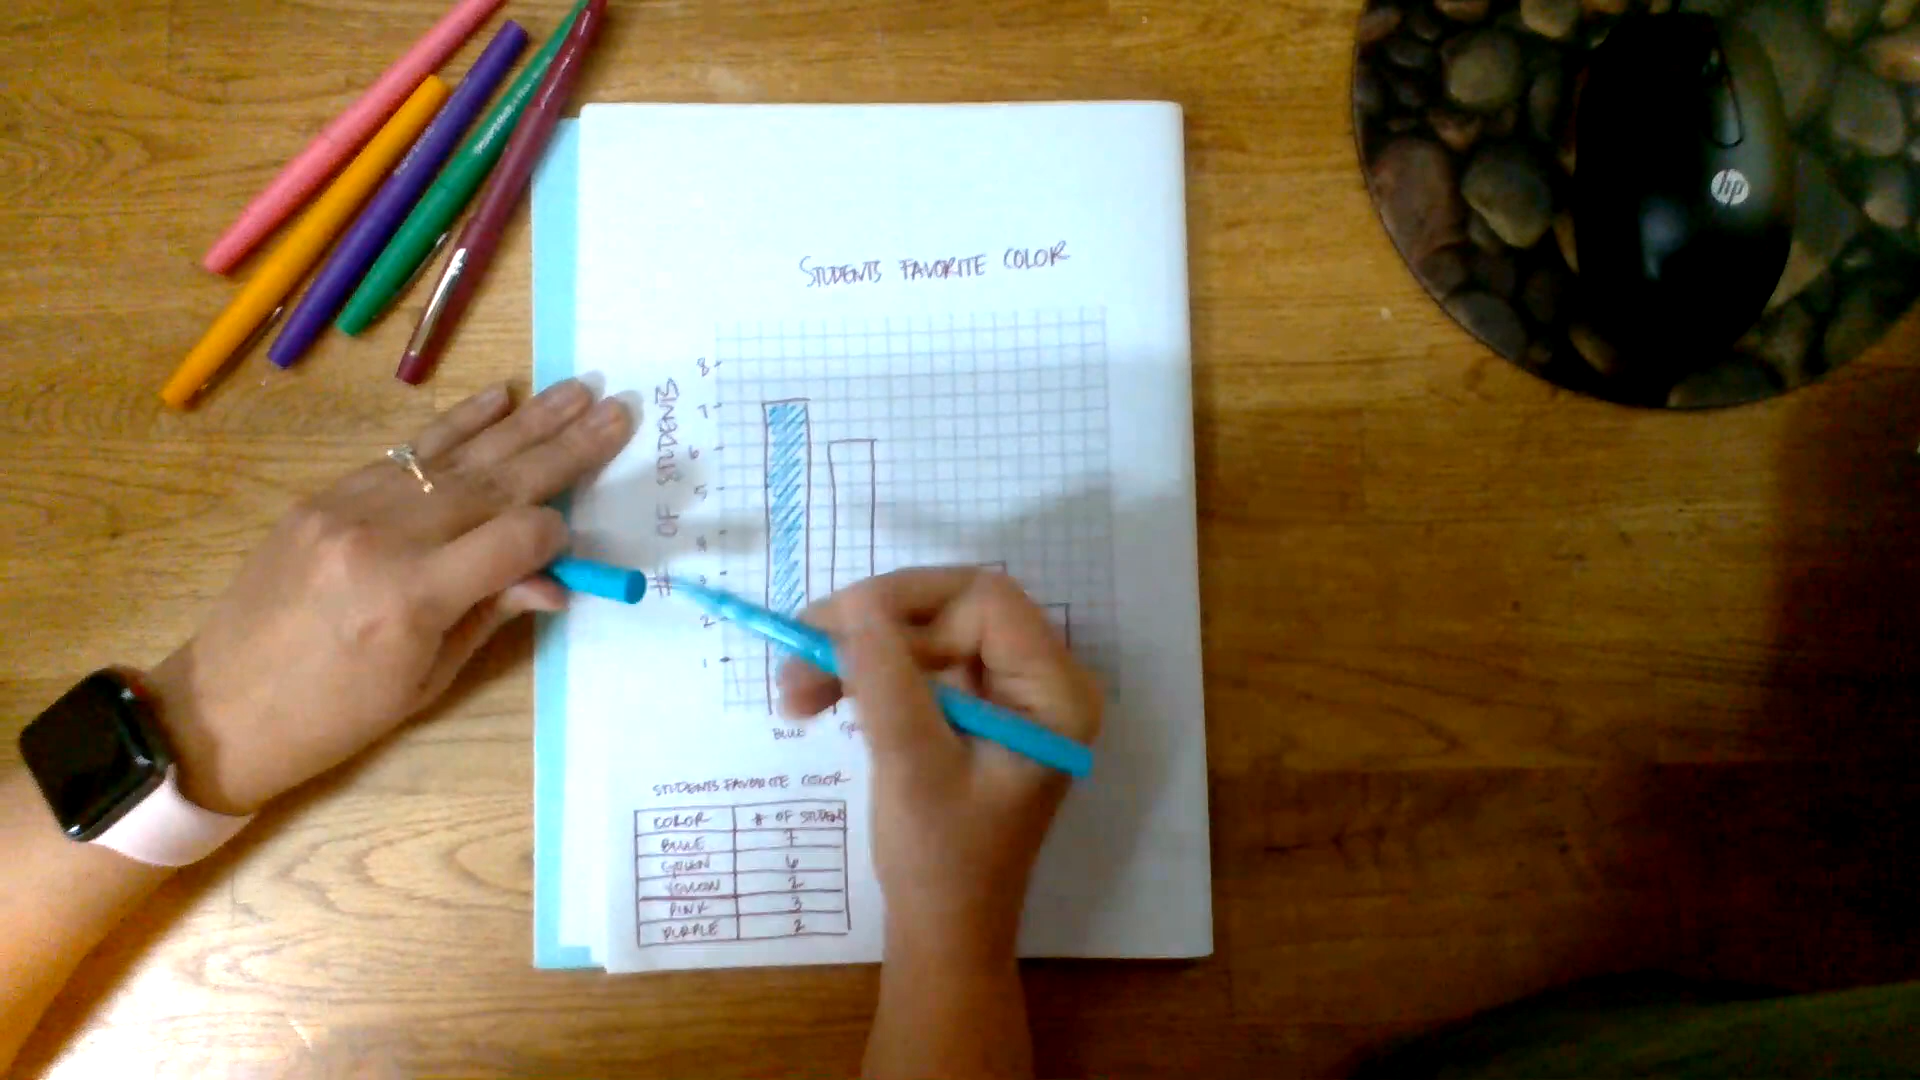 STUDENTS FAVORITE COLOR
# OF STUDENTS
8
7
6
5
4
3
2
1
BLUE
STUDENTS FAVORITE COLOR
COLOR # OF STUDENTS
BLUE 7
GREEN 6
YELLOW 2
PINK 3
PURPLE 2
hp